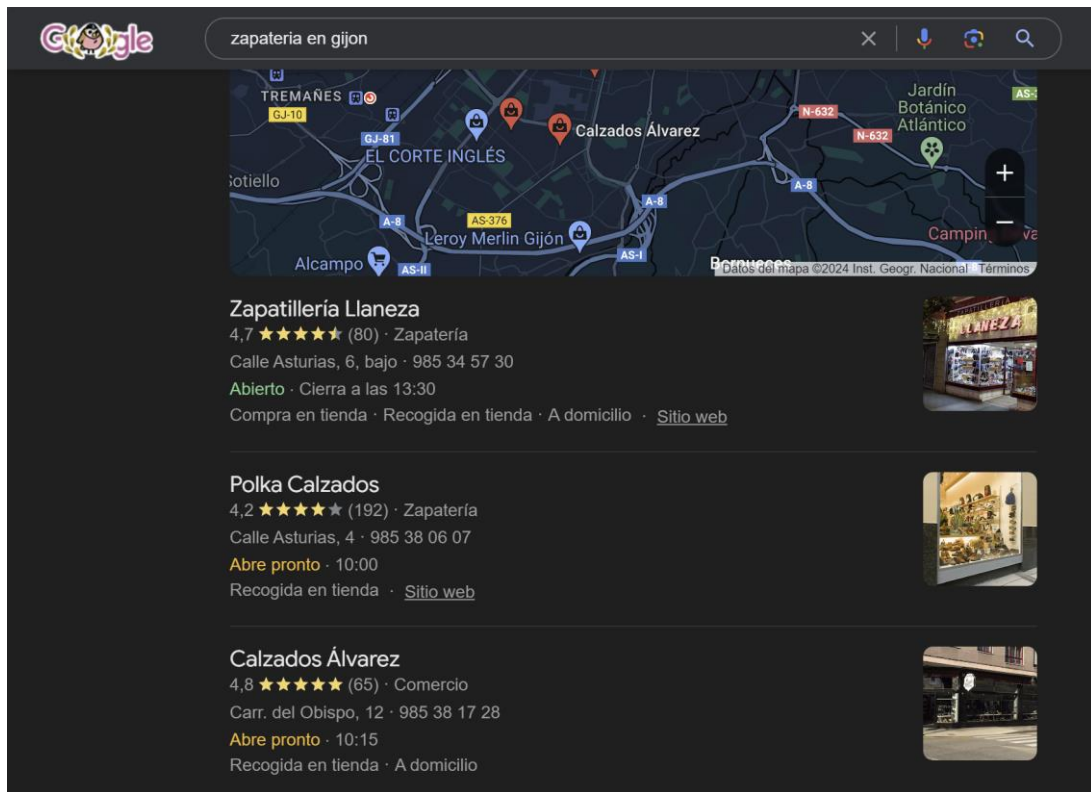 Google
zapateria en gijon
TREMAÑES
GJ-10
GJ-81
EL CORTE INGLÉS
Calzados Álvarez
N-632
N-632
Jardín
Botánico
Atlántico
AS-
Sotiello
A-8
A-8
A-8
AS-376
Leroy Merlin Gijón
Alcampo
AS-II
AS-I
+
−
Datos del mapa ©2024 Inst. Geogr. Nacional Términos
Zapatillería Llaneza
4,7 ★★★★★ (80) · Zapatería
Calle Asturias, 6, bajo · 985 34 57 30
Abierto · Cierra a las 13:30
Compra en tienda · Recogida en tienda · A domicilio · Sitio web
LLANEZA
Polka Calzados
4,2 ★★★★★ (192) · Zapatería
Calle Asturias, 4 · 985 38 06 07
Abre pronto · 10:00
Recogida en tienda · Sitio web
Calzados Álvarez
4,8 ★★★★★ (65) · Comercio
Carr. del Obispo, 12 · 985 38 17 28
Abre pronto · 10:15
Recogida en tienda · A domicilio